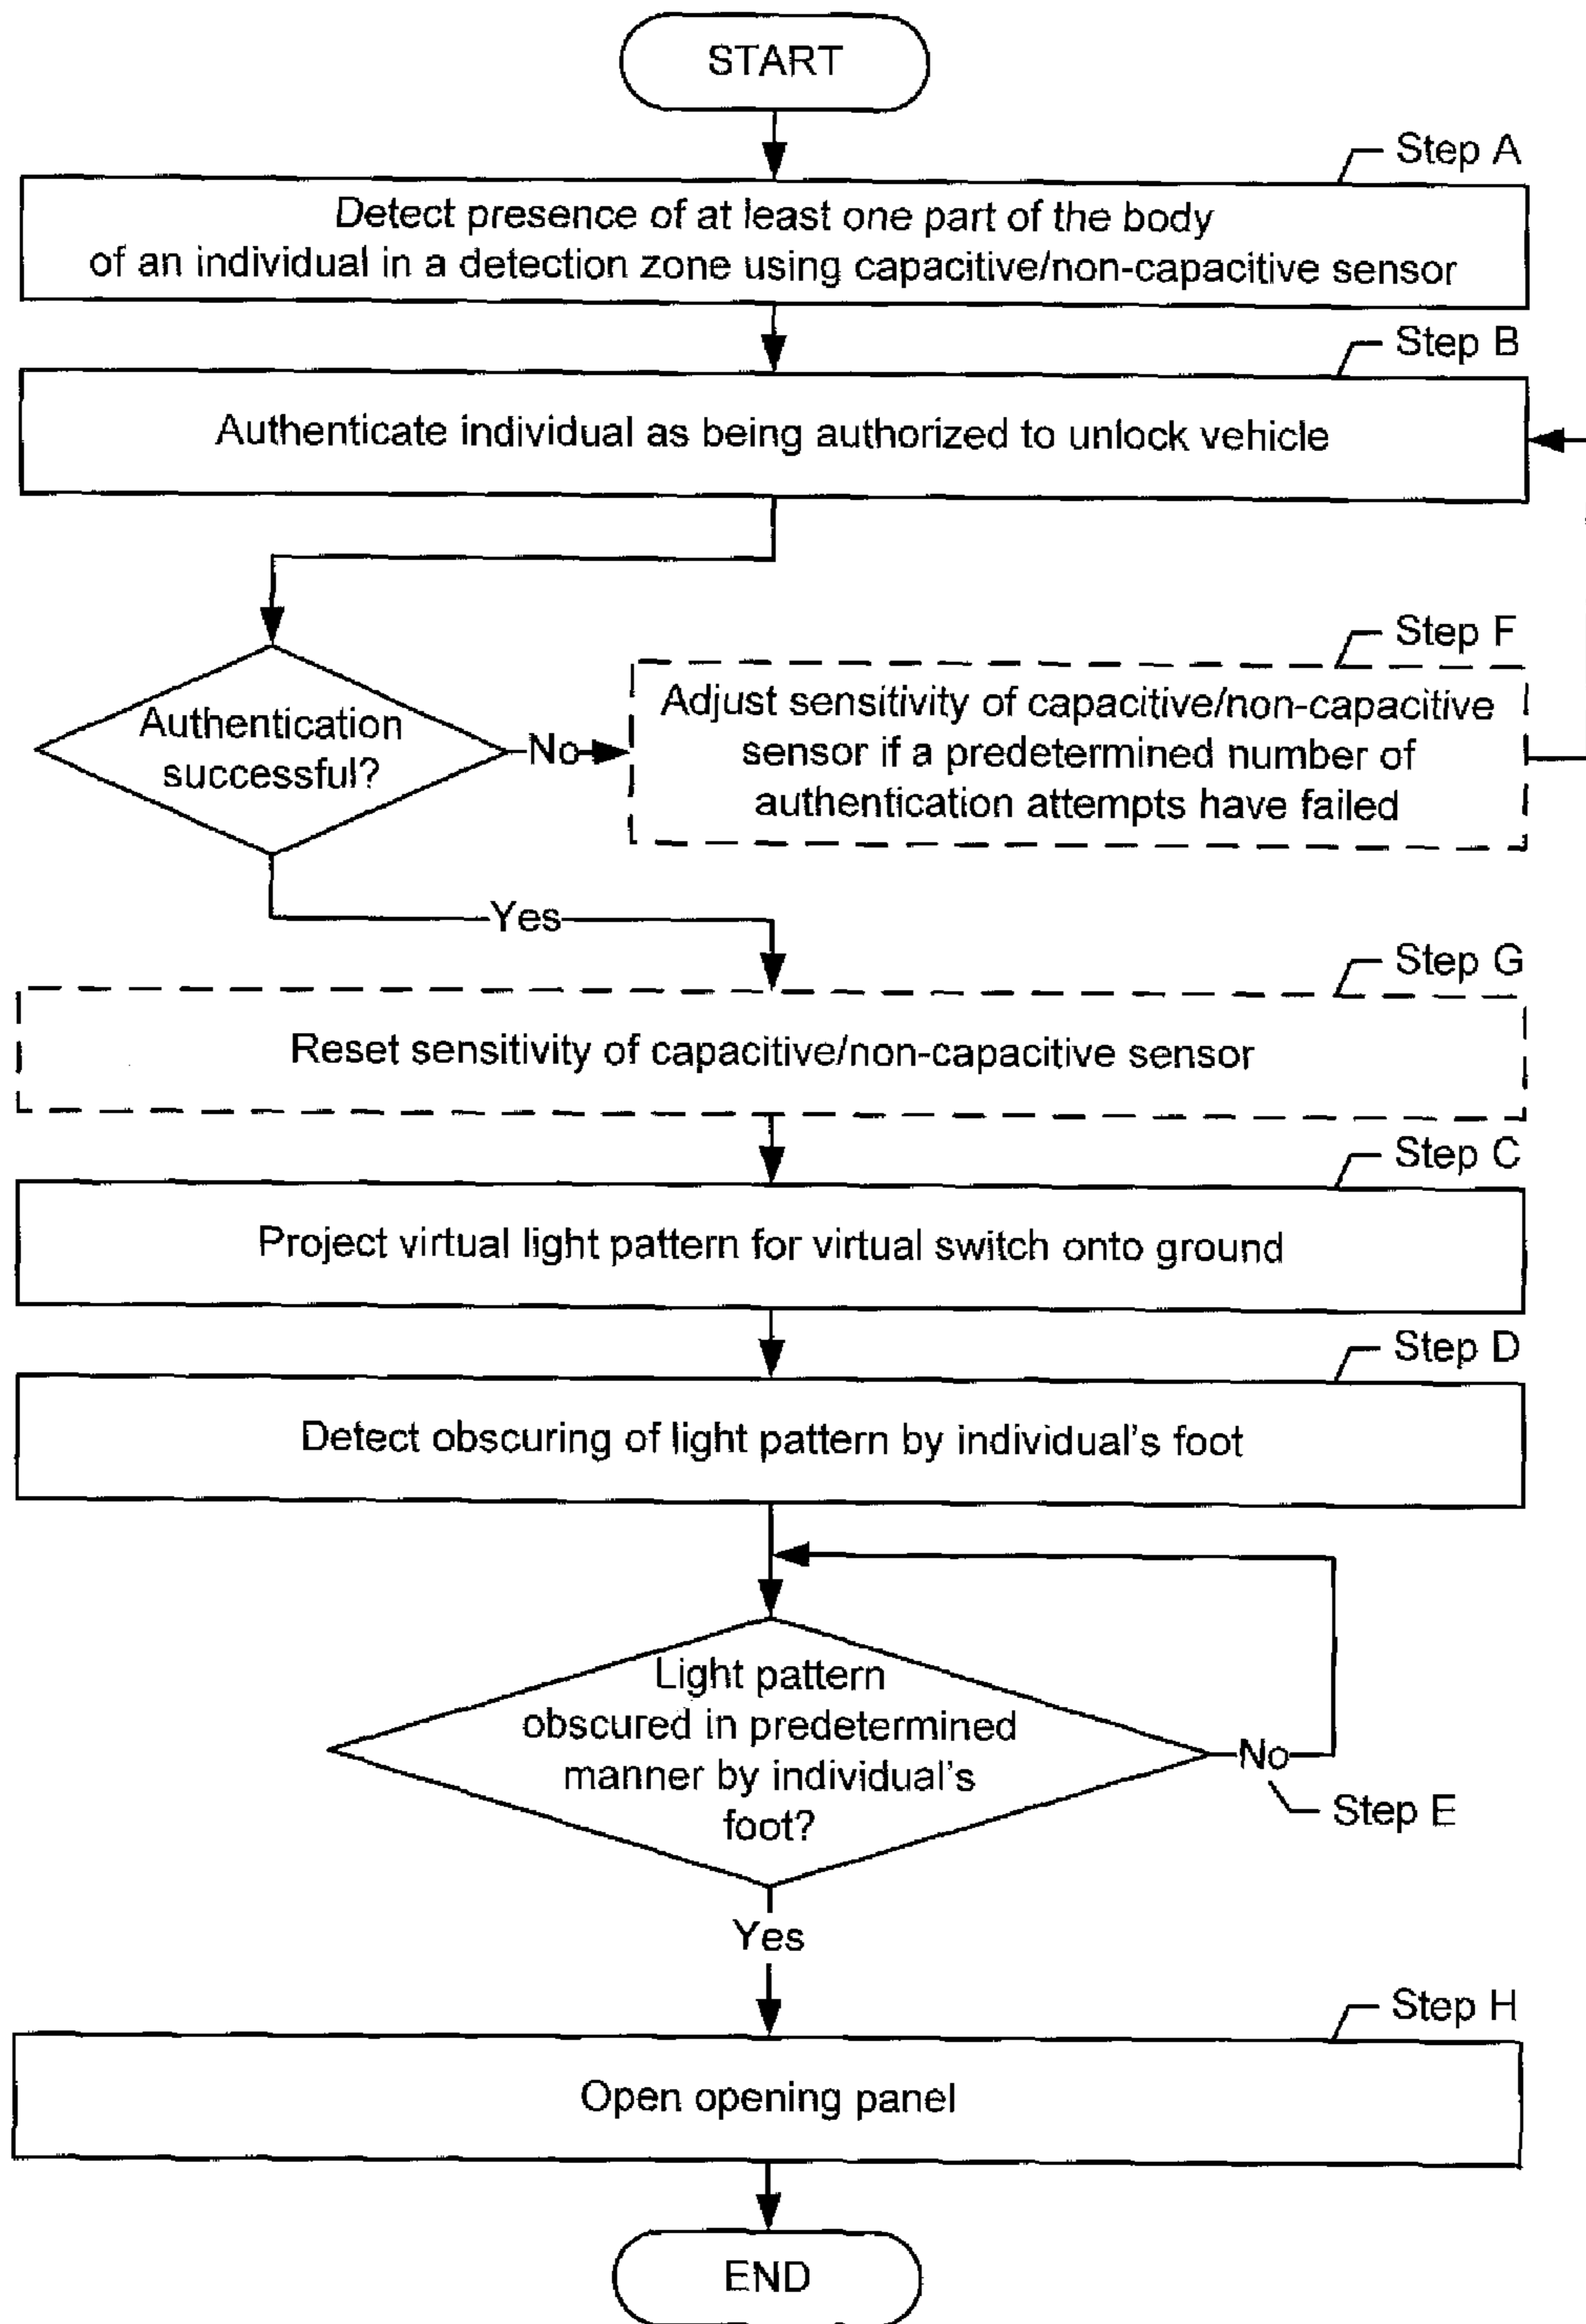 START
Step A
Detect presence of at least one part of the body
of an individual in a detection zone using capacitive/non-capacitive sensor
Step B
Authenticate individual as being authorized to unlock vehicle
Step F
Authentication
successful?
No
Adjust sensitivity of capacitive/non-capacitive
sensor if a predetermined number of
authentication attempts have failed
Yes
Step G
Reset sensitivity of capacitive/non-capacitive sensor
Step C
Project virtual light pattern for virtual switch onto ground
Step D
Detect obscuring of light pattern by individual's foot
Light pattern
obscured in predetermined
manner by individual's
foot?
No
Step E
Yes
Step H
Open opening panel
END